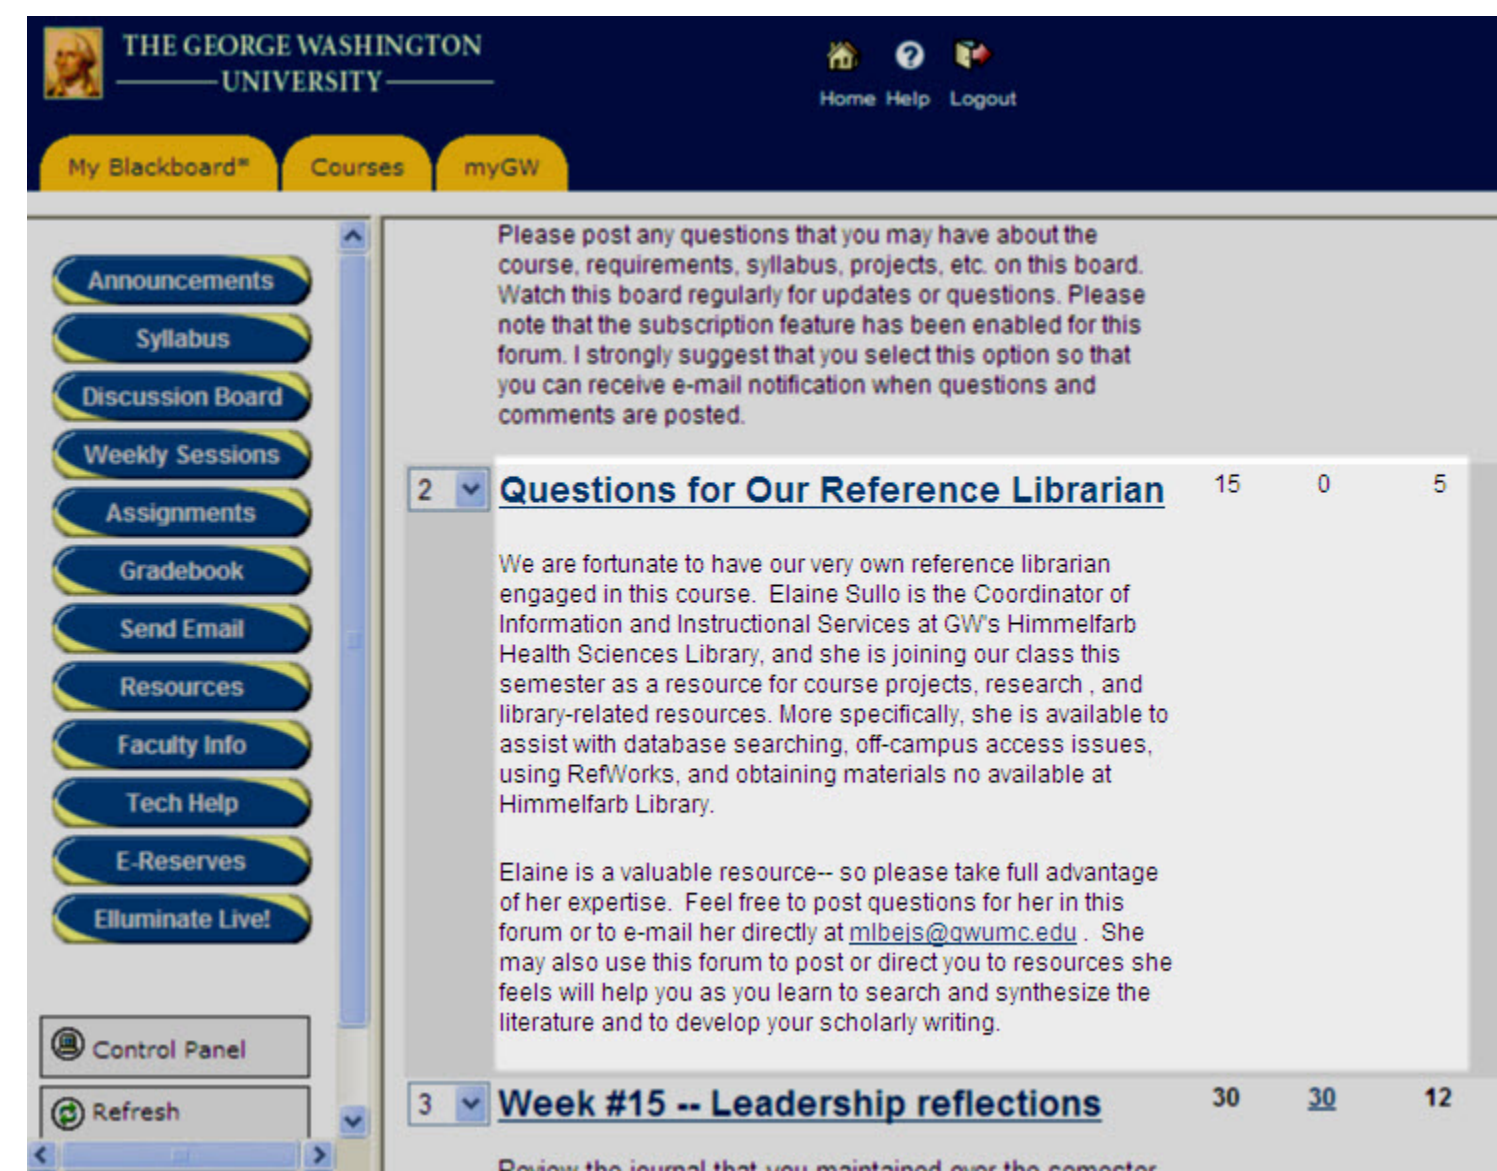 THE GEORGE WASHINGTON
UNIVERSITY
Home Help Logout
My Blackboard® Courses myGW
Announcements
Syllabus
Discussion Board
Weekly Sessions
Assignments
Gradebook
Send Email
Resources
Faculty Info
Tech Help
E-Reserves
Elluminate Live!
Control Panel
Refresh
Please post any questions that you may have about the
course, requirements, syllabus, projects, etc. on this board.
Watch this board regularly for updates or questions. Please
note that the subscription feature has been enabled for this
forum. I strongly suggest that you select this option so that
you can receive e-mail notification when questions and
comments are posted.
2 Questions for Our Reference Librarian 15 0 5
We are fortunate to have our very own reference librarian
engaged in this course. Elaine Sullo is the Coordinator of
Information and Instructional Services at GW's Himmelfarb
Health Sciences Library, and she is joining our class this
semester as a resource for course projects, research , and
library-related resources. More specifically, she is available to
assist with database searching, off-campus access issues,
using RefWorks, and obtaining materials no available at
Himmelfarb Library.
Elaine is a valuable resource-- so please take full advantage
of her expertise. Feel free to post questions for her in this
forum or to e-mail her directly at mlbejs@gwumc.edu . She
may also use this forum to post or direct you to resources she
feels will help you as you learn to search and synthesize the
literature and to develop your scholarly writing.
3 Week #15 -- Leadership reflections 30 30 12
Review the journal that you maintained over the semester